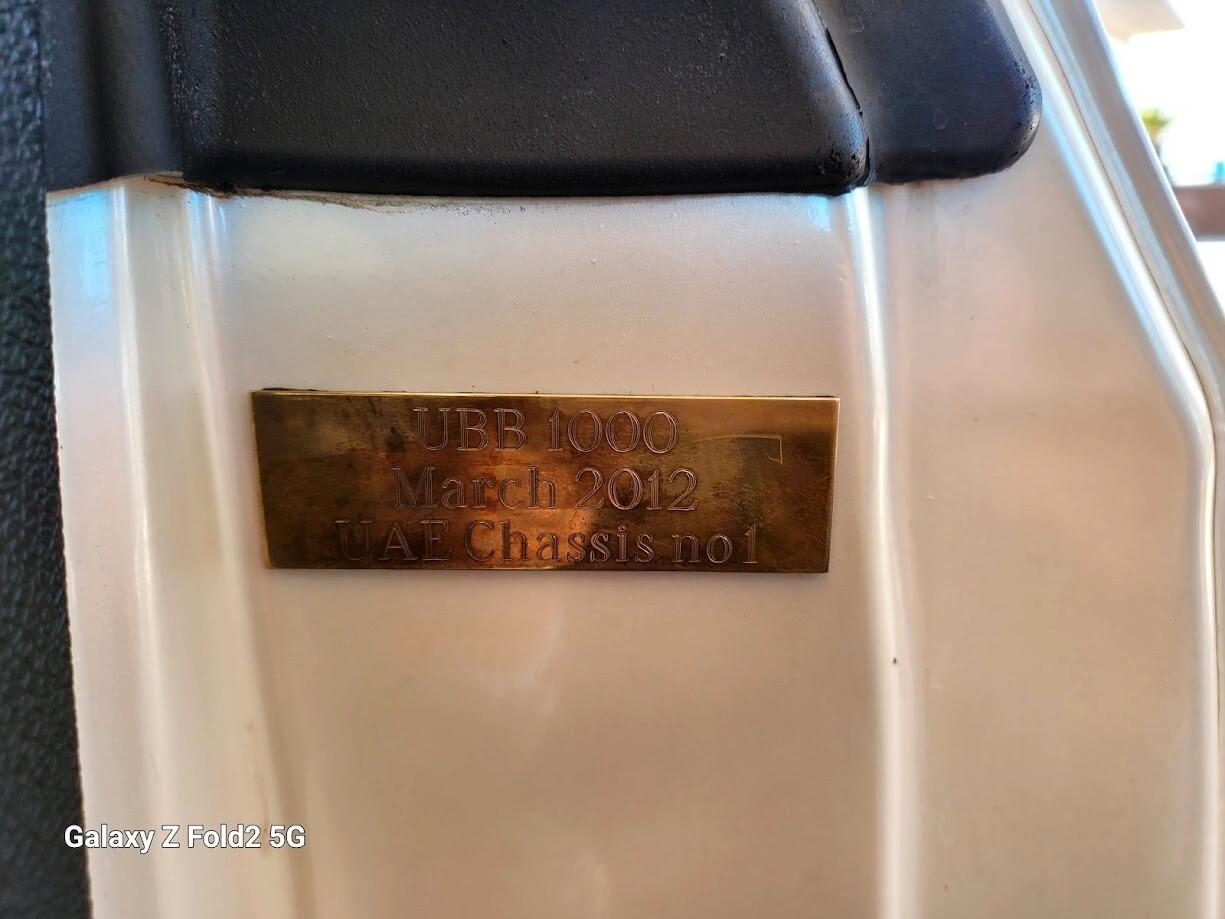 UBB 1000
March 2012
UAE Chassis no1
Galaxy Z Fold2 5G